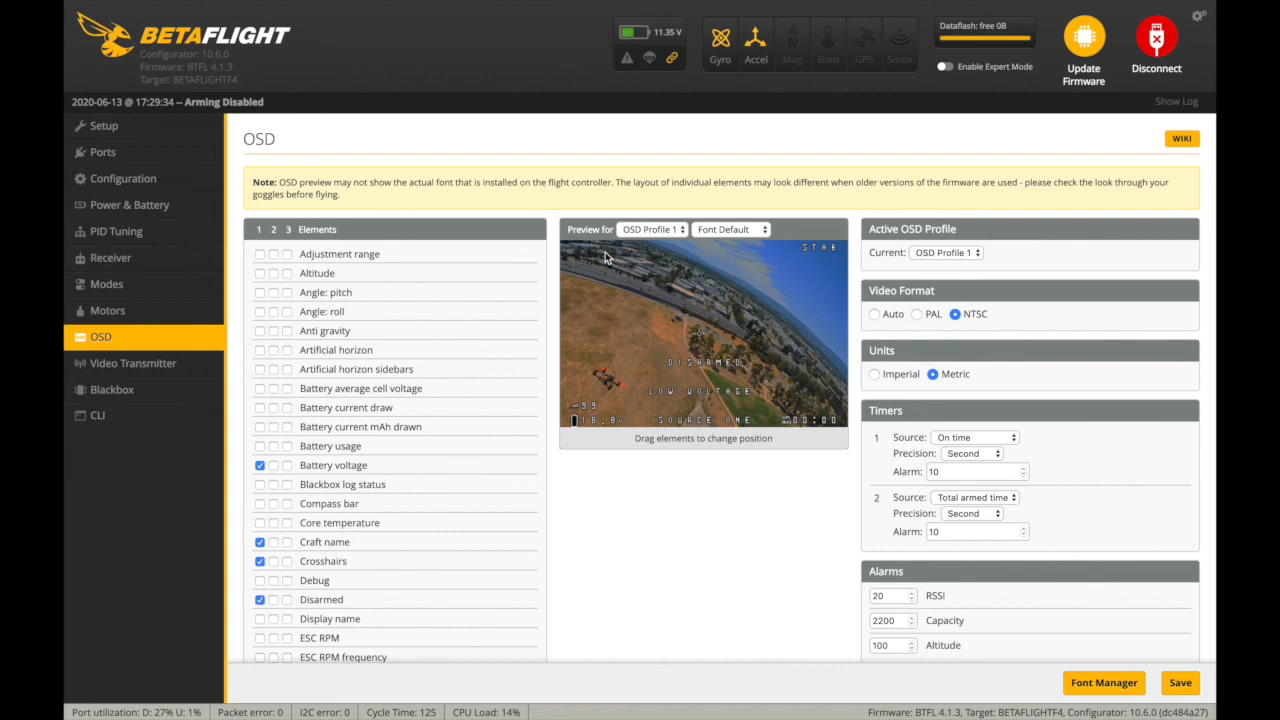 BETAFLIGHT
Configurator: 10.6.0
Firmware: BTFL 4.1.3
Target: BETAFLIGHTF4
11.35 V
Gyro
Accel
Mag
Baro
GPS
Sonar
Dataflash: free 0B
Enable Expert Mode
Update
Firmware
Disconnect
2020-06-13 @ 17:29:34 -- Arming Disabled
Show Log
Setup
Ports
Configuration
Power & Battery
PID Tuning
Receiver
Modes
Motors
OSD
Video Transmitter
Blackbox
CLI
OSD
WIKI
Note: OSD preview may not show the actual font that is installed on the flight controller. The layout of individual elements may look different when older versions of the firmware are used - please check the look through your
goggles before flying.
1 2 3 Elements
Adjustment range
Altitude
Angle: pitch
Angle: roll
Anti gravity
Artificial horizon
Artificial horizon sidebars
Battery average cell voltage
Battery current draw
Battery current mAh drawn
Battery usage
Battery voltage
Blackbox log status
Compass bar
Core temperature
Craft name
Crosshairs
Debug
Disarmed
Display name
ESC RPM
ESC RPM frequency
Preview for OSD Profile 1 Font Default
STAB
DISARMED
LOW VOLTAGE
99
16.8V SOURCE ONE 00:00
Drag elements to change position
Active OSD Profile
Current: OSD Profile 1
Video Format
Auto PAL NTSC
Units
Imperial Metric
Timers
1 Source: On time
Precision: Second
Alarm: 10
2 Source: Total armed time
Precision: Second
Alarm: 10
Alarms
20 RSSI
2200 Capacity
100 Altitude
Font Manager
Save
Port utilization: D: 27% U: 1%
Packet error: 0
I2C error: 0
Cycle Time: 125
CPU Load: 14%
Firmware: BTFL 4.1.3, Target: BETAFLIGHTF4, Configurator: 10.6.0 (dc484a27)